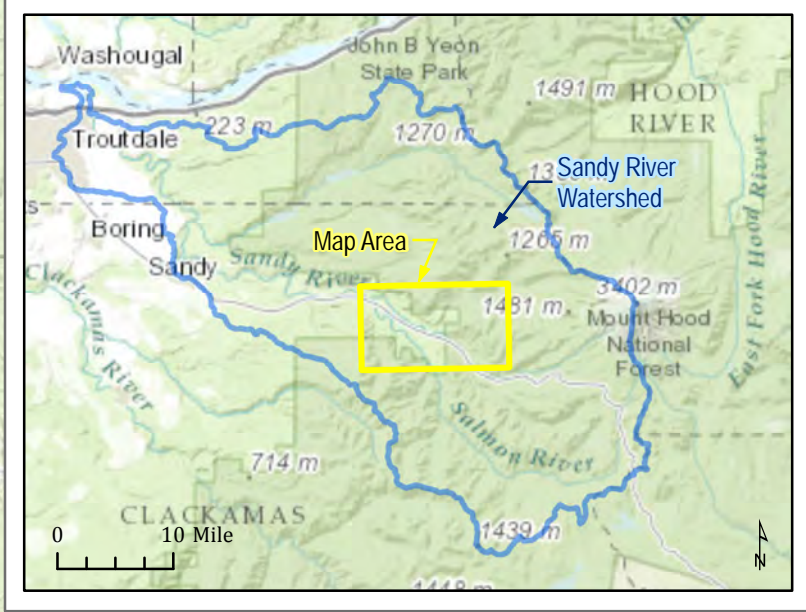 Washougal
John B Yeon
State Park
1491 m
HOOD
RIVER
Troutdale
223 m
1270 m
Sandy River
Watershed
Boring
Map Area
1265 m
Sandy
Sandy River
Clackamas River
East Fork Hood River
3402 m
1481 m
Mount Hood
National
Forest
Salmon River
714 m
CLACKAMAS
1439 m
0 10 Mile
N